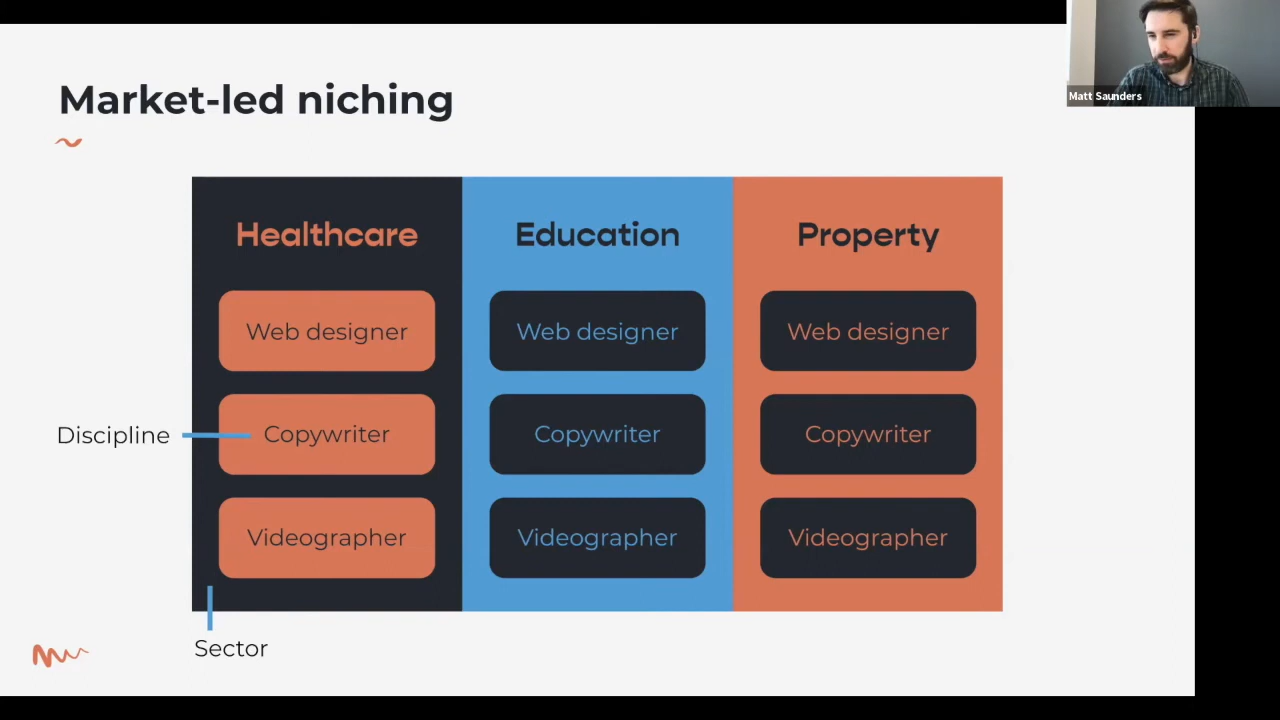 Market-led niching
Matt Saunders
Healthcare
Education
Property
Web designer
Web designer
Web designer
Discipline
Copywriter
Copywriter
Copywriter
Videographer
Videographer
Videographer
Sector